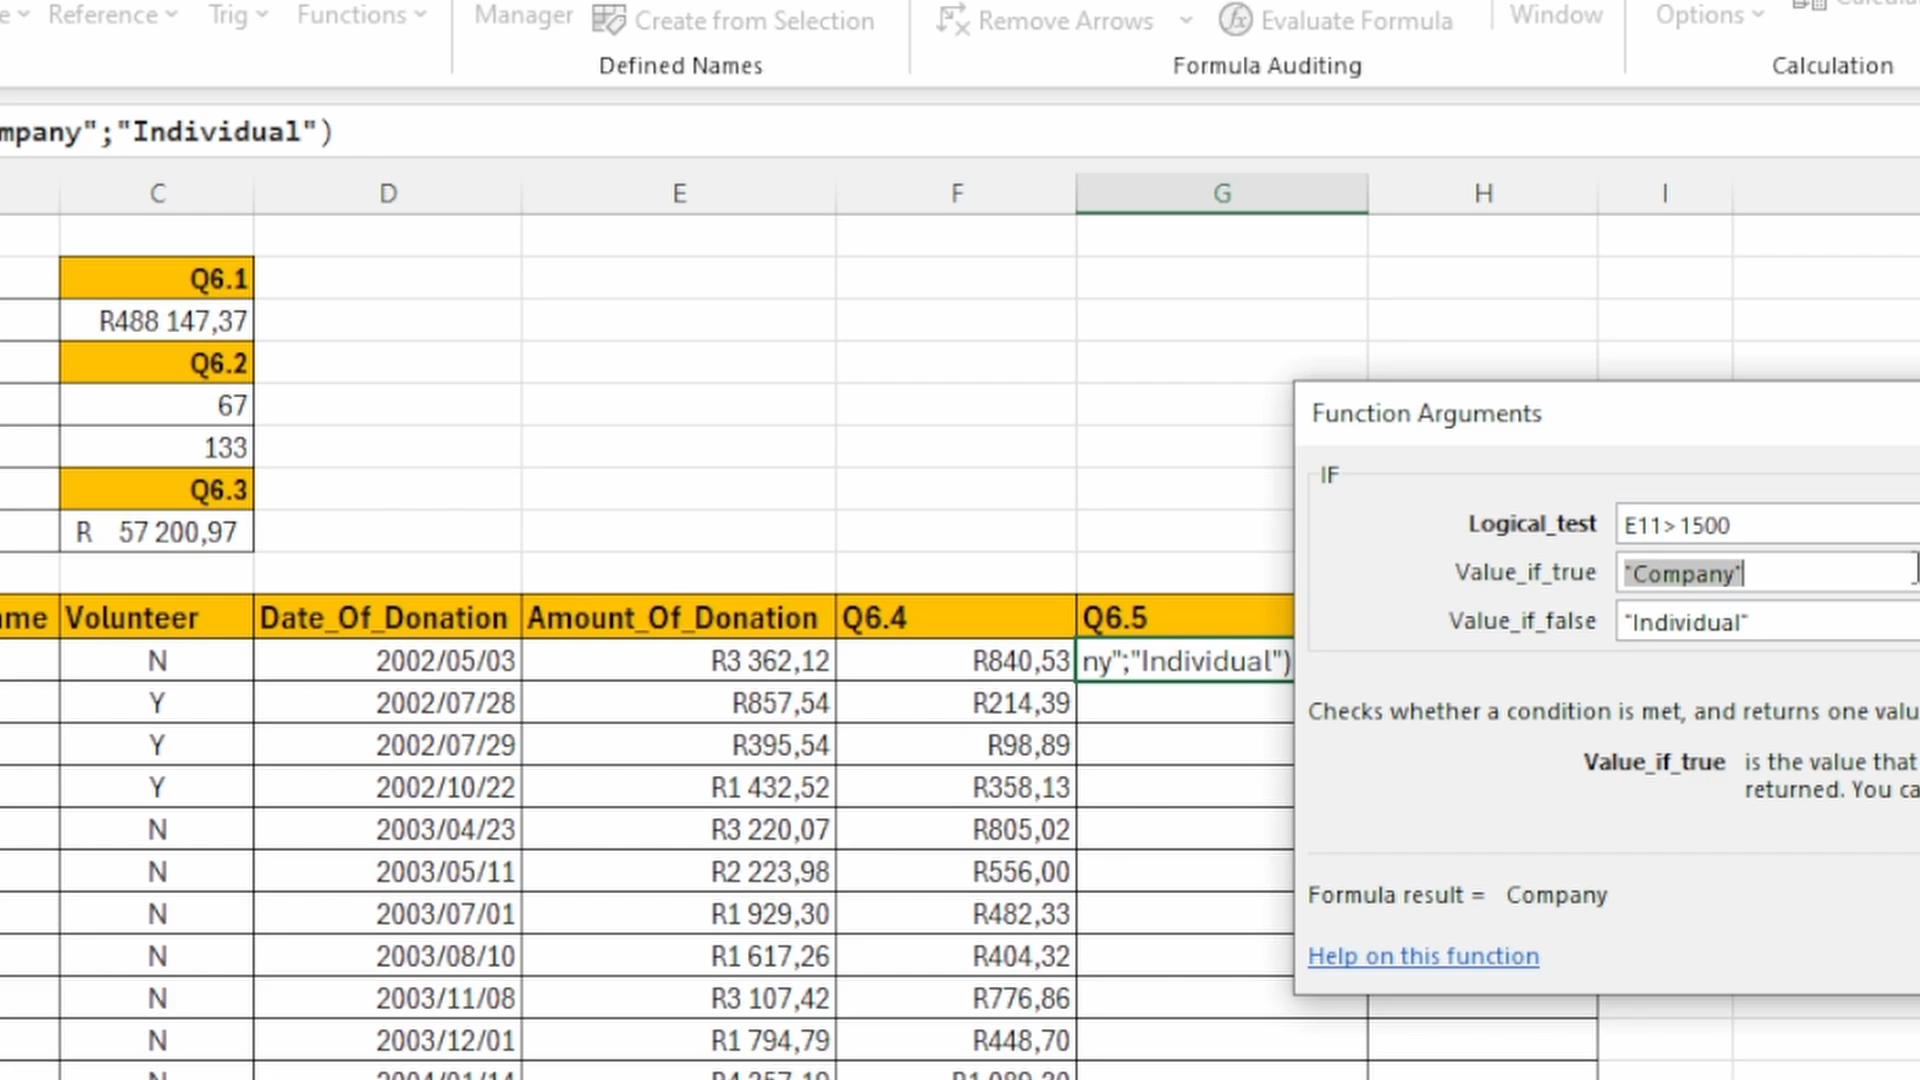 e Reference Trig Functions Manager Create from Selection Remove Arrows Evaluate Formula Window Options
Defined Names Formula Auditing Calculation
mpany";"Individual")
C D E F G H I
Q6.1
R488 147,37
Q6.2
67
133
Q6.3
R 57 200,97
Function Arguments
IF
Logical_test E11>1500
Value_if_true "Company"
Value_if_false "Individual"
me Volunteer Date_Of_Donation Amount_Of_Donation Q6.4 Q6.5
N 2002/05/03 R3 362,12 R840,53 ny";"Individual")
Y 2002/07/28 R857,54 R214,39
Y 2002/07/29 R395,54 R98,89
Y 2002/10/22 R1 432,52 R358,13
N 2003/04/23 R3 220,07 R805,02
N 2003/05/11 R2 223,98 R556,00
N 2003/07/01 R1 929,30 R482,33
N 2003/08/10 R1 617,26 R404,32
N 2003/11/08 R3 107,42 R776,86
N 2003/12/01 R1 794,79 R448,70
Checks whether a condition is met, and returns one valu
Value_if_true is the value that
returned. You ca
Formula result = Company
Help on this function